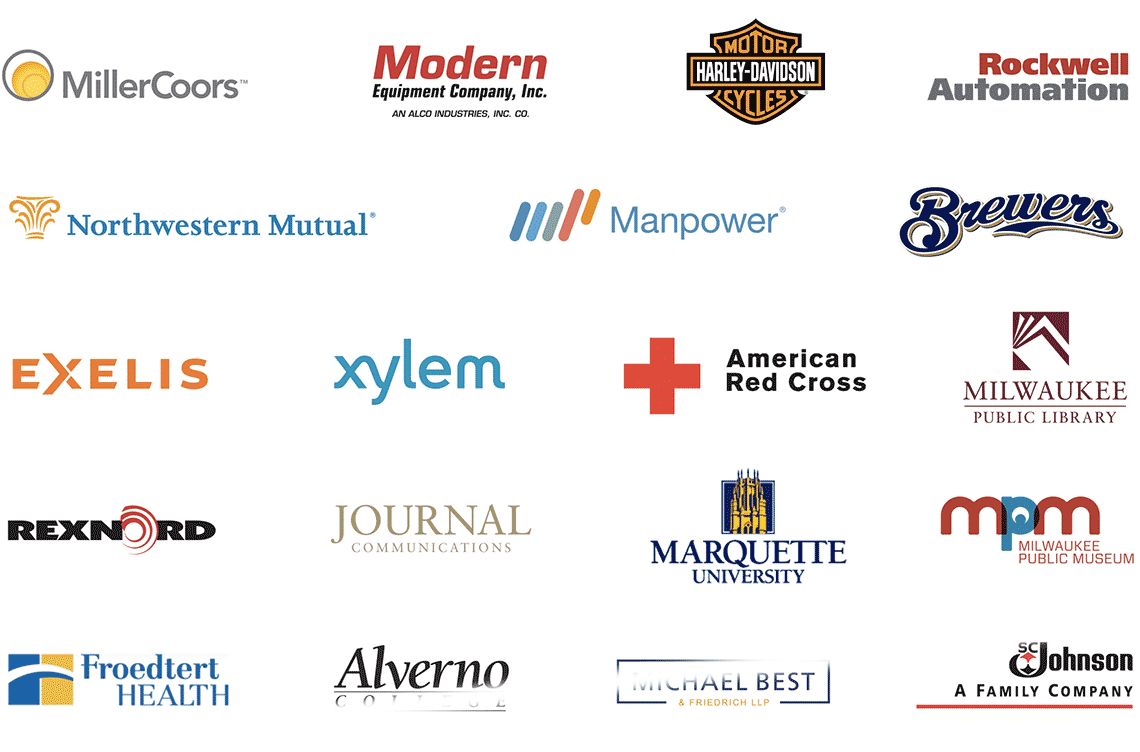 MillerCoors™
Modern
Equipment Company, Inc.
AN ALCO INDUSTRIES, INC. CO.
MOTOR
HARLEY-DAVIDSON
CYCLES
Rockwell
Automation
Northwestern Mutual®
Manpower®
Brewers
EXELIS
xylem
American
Red Cross
MILWAUKEE
PUBLIC LIBRARY
REXNORD
JOURNAL
COMMUNICATIONS
MARQUETTE
UNIVERSITY
mpm
MILWAUKEE
PUBLIC MUSEUM
Froedtert
HEALTH
Alverno
COLLEGE
MICHAEL BEST
& FRIEDRICH LLP
SC Johnson
A FAMILY COMPANY